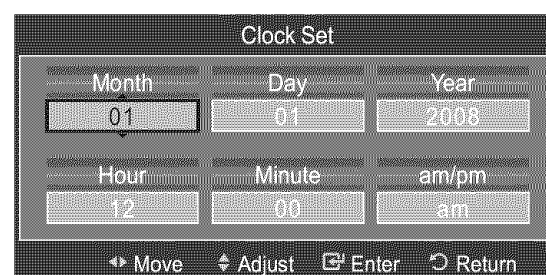 Clock Set
Month Day Year
01 01 2008
Hour Minute am/pm
12 00 am
Move Adjust Enter Return